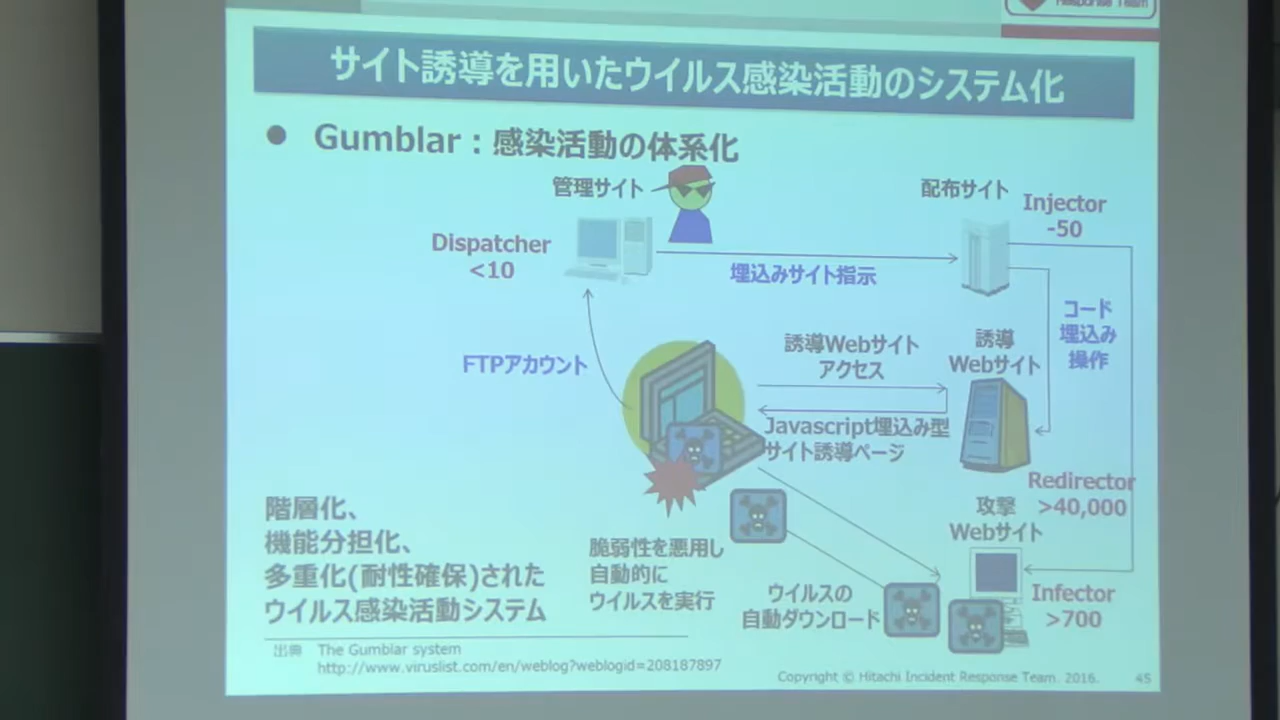 Response Team
サイト誘導を用いたウイルス感染活動のシステム化
● Gumblar：感染活動の体系化
管理サイト
配布サイト
Injector
-50
Dispatcher
<10
埋込みサイト指示
コード
埋込み
操作
FTPアカウント
誘導Webサイト
アクセス
誘導
Webサイト
Javascript埋込み型
サイト誘導ページ
Redirector
>40,000
攻撃
Webサイト
階層化、
機能分担化、
多重化(耐性確保)された
ウイルス感染活動システム
脆弱性を悪用し
自動的に
ウイルスを実行
ウイルスの
自動ダウンロード
Infector
>700
出典 The Gumblar system
http://www.viruslist.com/en/weblog?weblogid=208187897
Copyright © Hitachi Incident Response Team. 2016. 45